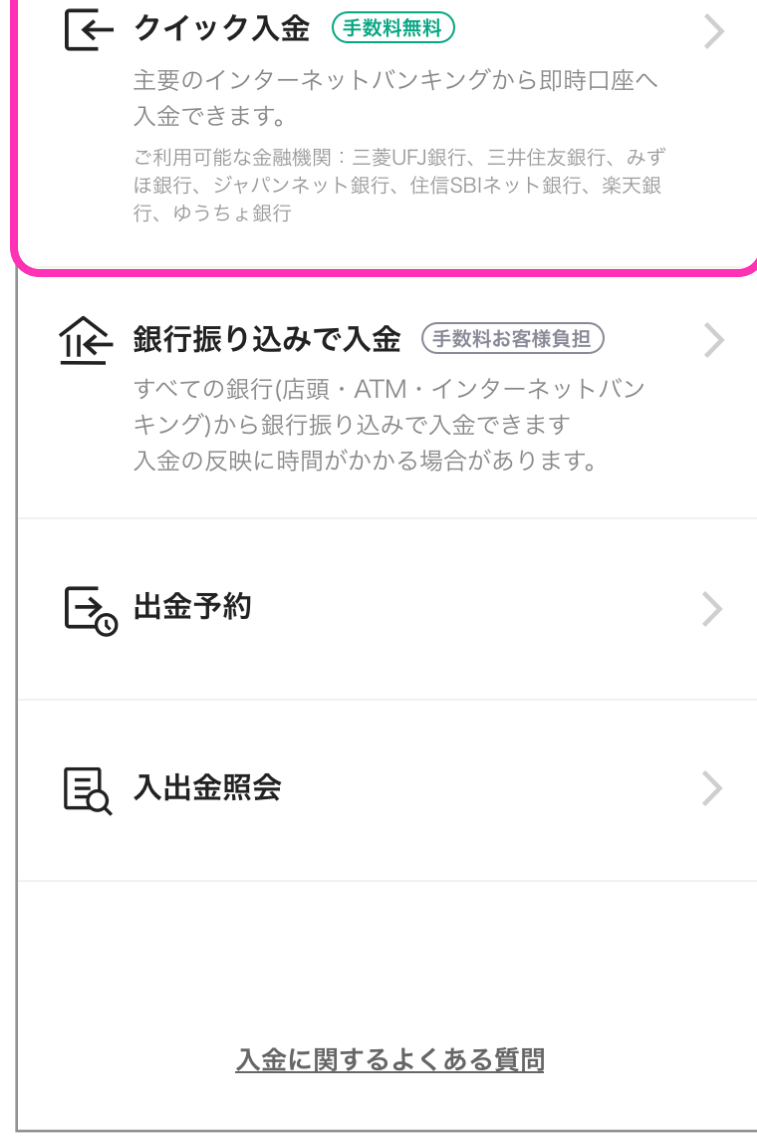 クイック入金 手数料無料
主要のインターネットバンキングから即時口座へ
入金できます。
ご利用可能な金融機関：三菱UFJ銀行、三井住友銀行、みず
ほ銀行、ジャパンネット銀行、住信SBIネット銀行、楽天銀
行、ゆうちょ銀行
銀行振り込みで入金 手数料お客様負担
すべての銀行(店頭・ATM・インターネットバン
キング)から銀行振り込みで入金できます
入金の反映に時間がかかる場合があります。
出金予約
入出金照会
入金に関するよくある質問